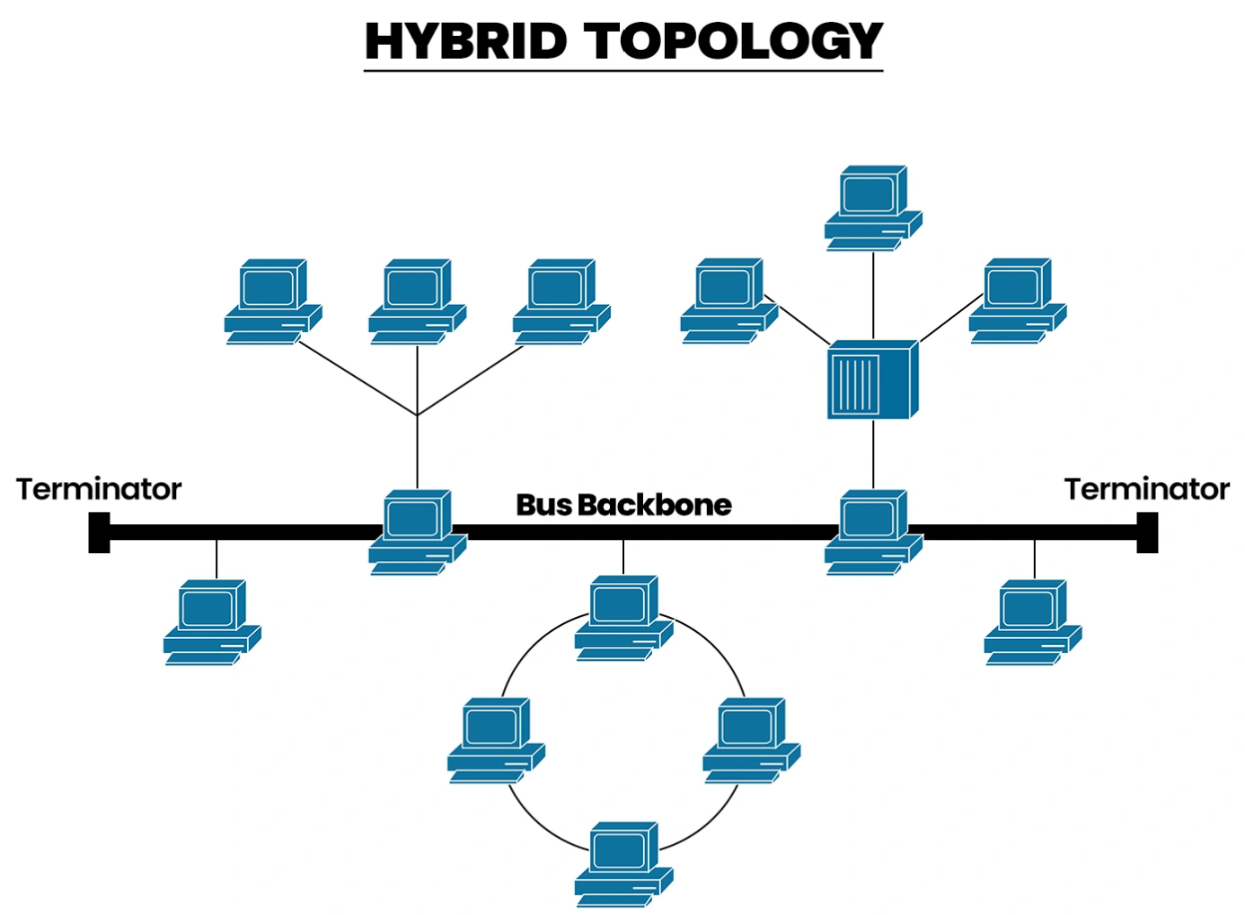 HYBRID TOPOLOGY
Terminator
Bus Backbone
Terminator